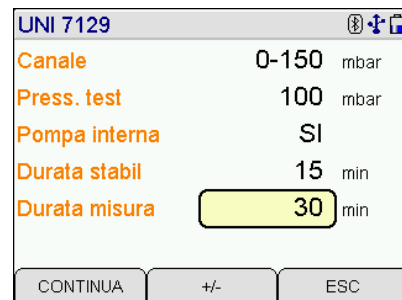 UNI 7129
Canale 0-150 mbar
Press. test 100 mbar
Pompa interna SI
Durata stabil 15 min
Durata misura 30 min
CONTINUA +/- ESC